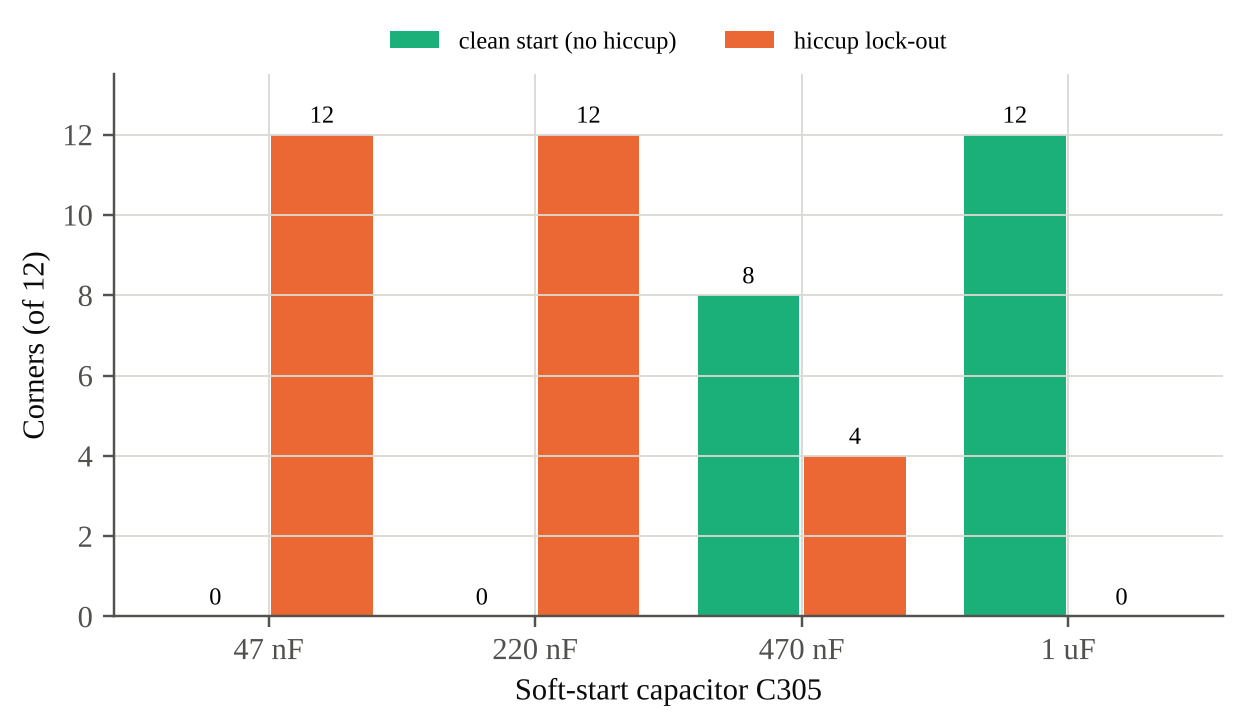 clean start (no hiccup) hiccup lock-out
12 12 12
12
10
8
8
6
4
4
2
0 0 0
0
47 nF 220 nF 470 nF 1 uF
Corners (of 12)
Soft-start capacitor C305